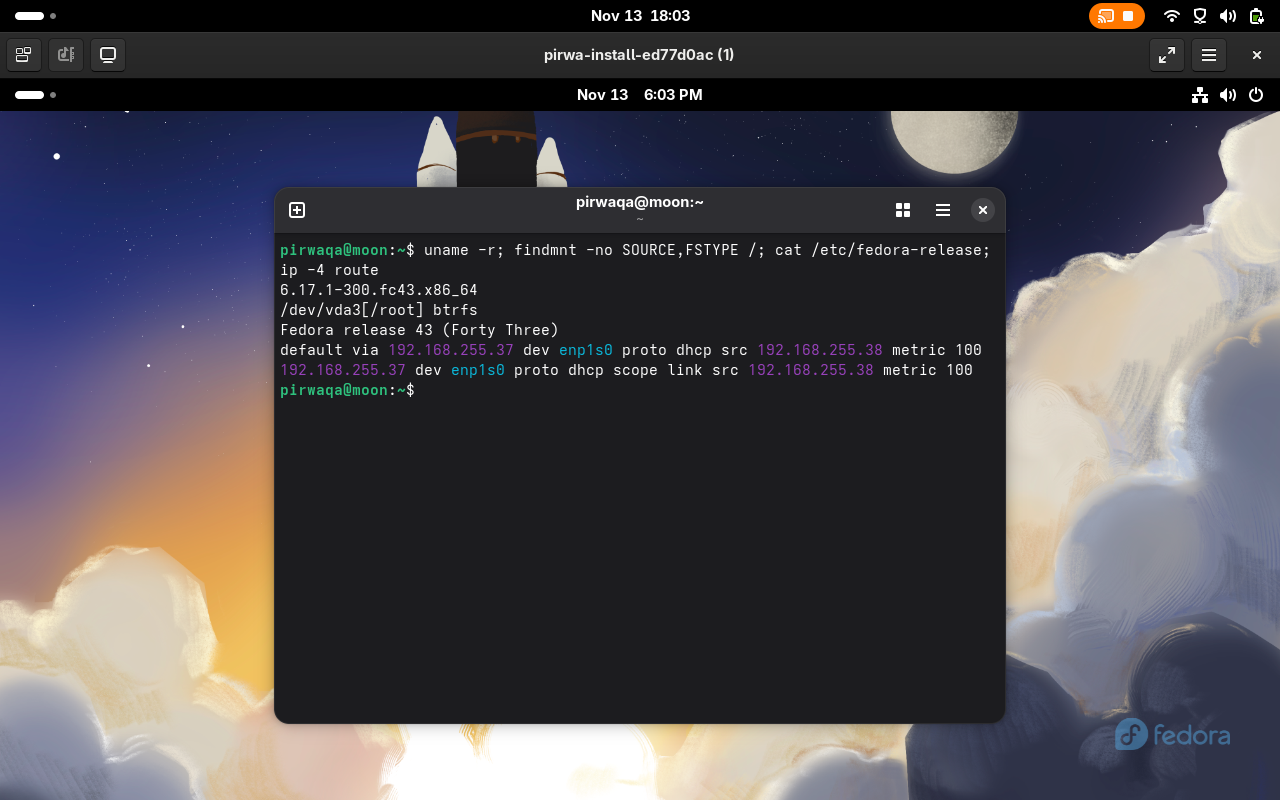 Nov 13 18:03
pirwa-install-ed77d0ac (1)
Nov 13 6:03 PM
pirwaqa@moon:~
~
pirwaqa@moon:~$ uname -r; findmnt -no SOURCE,FSTYPE /; cat /etc/fedora-release;
ip -4 route
6.17.1-300.fc43.x86_64
/dev/vda3[/root] btrfs
Fedora release 43 (Forty Three)
default via 192.168.255.37 dev enp1s0 proto dhcp src 192.168.255.38 metric 100
192.168.255.37 dev enp1s0 proto dhcp scope link src 192.168.255.38 metric 100
pirwaqa@moon:~$
fedora